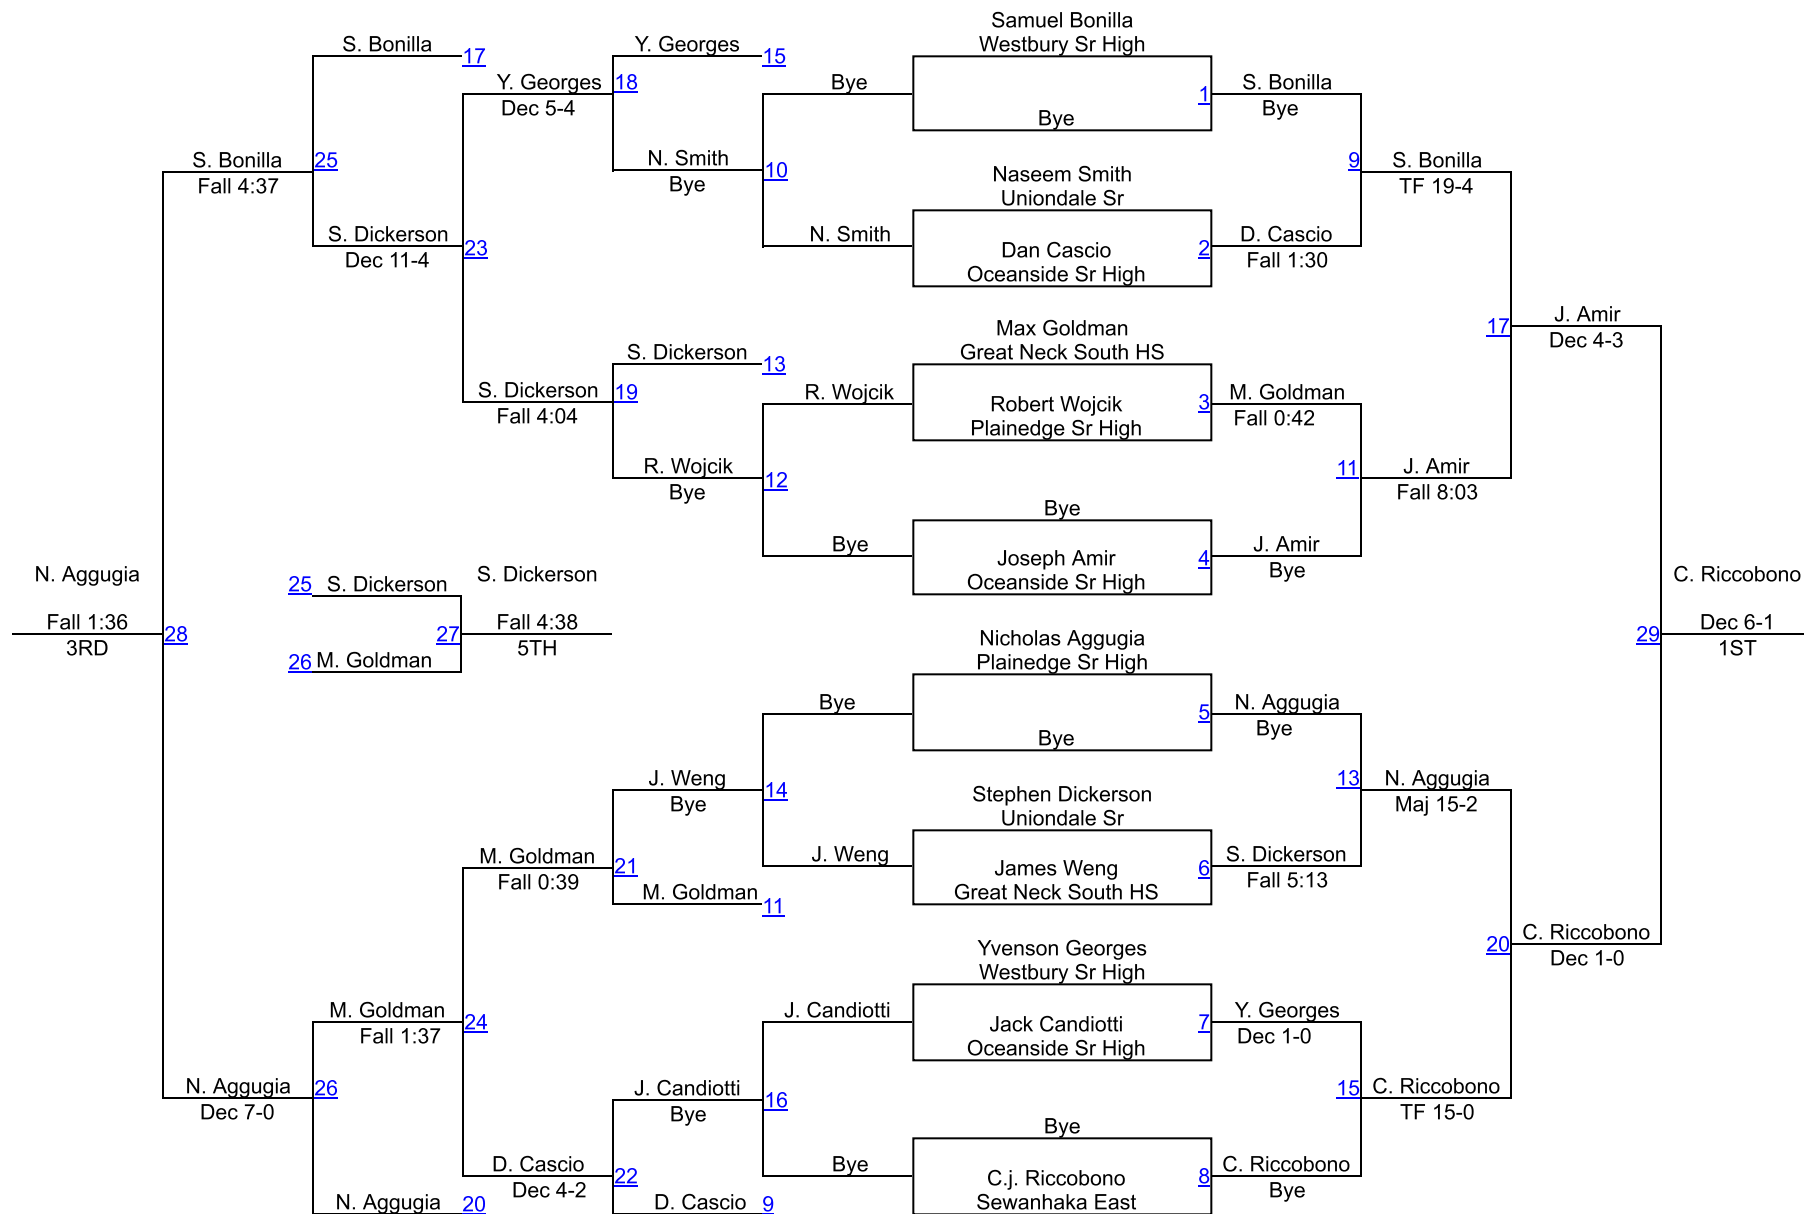 Samuel Bonilla
S. Bonilla
Y. Georges
Westbury Sr High
17
15
Y. Georges
18
Bye
S. Bonilla
Dec 5-4
1
Bye
Bye
N. Smith
S. Bonilla
25
10
9
S. Bonilla
Fall 4:37
Bye
Naseem Smith
TF 19-4
Uniondale Sr
S. Dickerson
N. Smith
D. Cascio
23
Dan Cascio
2
Dec 11-4
Oceanside Sr High
Fall 1:30
J. Amir
17
Max Goldman
Dec 4-3
S. Dickerson
Great Neck South HS
13
S. Dickerson
19
R. Wojcik
M. Goldman
Robert Wojcik
3
Fall 4:04
Plainedge Sr High
Fall 0:42
R. Wojcik
12
11
J. Amir
Bye
Fall 8:03
Bye
Bye
J. Amir
Joseph Amir
4
N. Aggugia
S. Dickerson
Oceanside Sr High
Bye
C. Riccobono
25
S. Dickerson
Fall 1:36
Fall 4:38
Dec 6-1
28
27
29
3RD
5TH
Nicholas Aggugia
1ST
26
M. Goldman
Plainedge Sr High
Bye
N. Aggugia
5
Bye
Bye
J. Weng
14
13
N. Aggugia
Bye
Stephen Dickerson
Maj 15-2
Uniondale Sr
M. Goldman
J. Weng
S. Dickerson
21
James Weng
6
Fall 0:39
Fall 5:13
M. Goldman
11
Great Neck South HS
C. Riccobono
20
Yvenson Georges
Dec 1-0
Westbury Sr High
M. Goldman
J. Candiotti
Y. Georges
24
Jack Candiotti
7
Fall 1:37
Oceanside Sr High
Dec 1-0
N. Aggugia
26
J. Candiotti
16
15
C. Riccobono
Dec 7-0
Bye
TF 15-0
Bye
D. Cascio
Bye
C. Riccobono
22
C.j. Riccobono
8
Dec 4-2
Bye
N. Aggugia
20
D. Cascio
9
Sewanhaka East